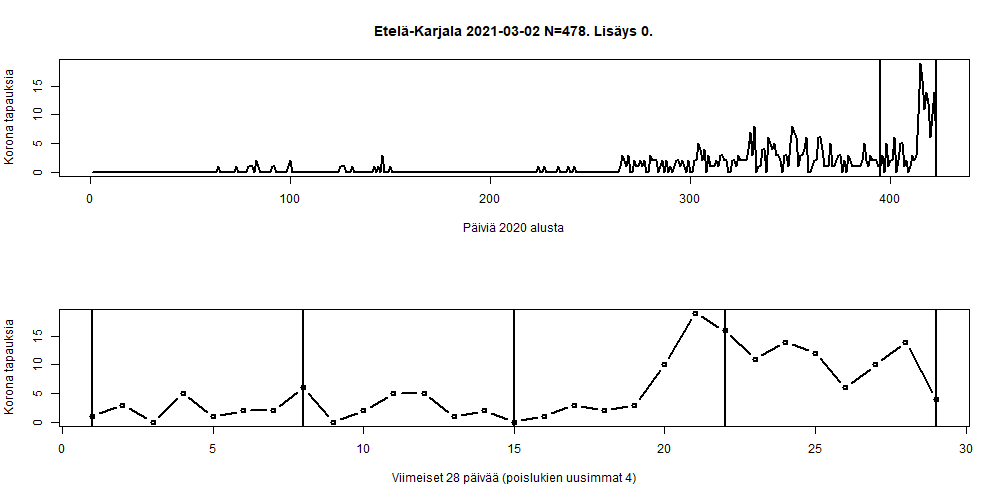 Etelä-Karjala 2021-03-02 N=478. Lisäys 0.
Korona tapauksia
15
10
5
0
0 100 200 300 400
Päiviä 2020 alusta
Korona tapauksia
15
10
5
0
0 5 10 15 20 25 30
Viimeiset 28 päivää (poislukien uusimmat 4)